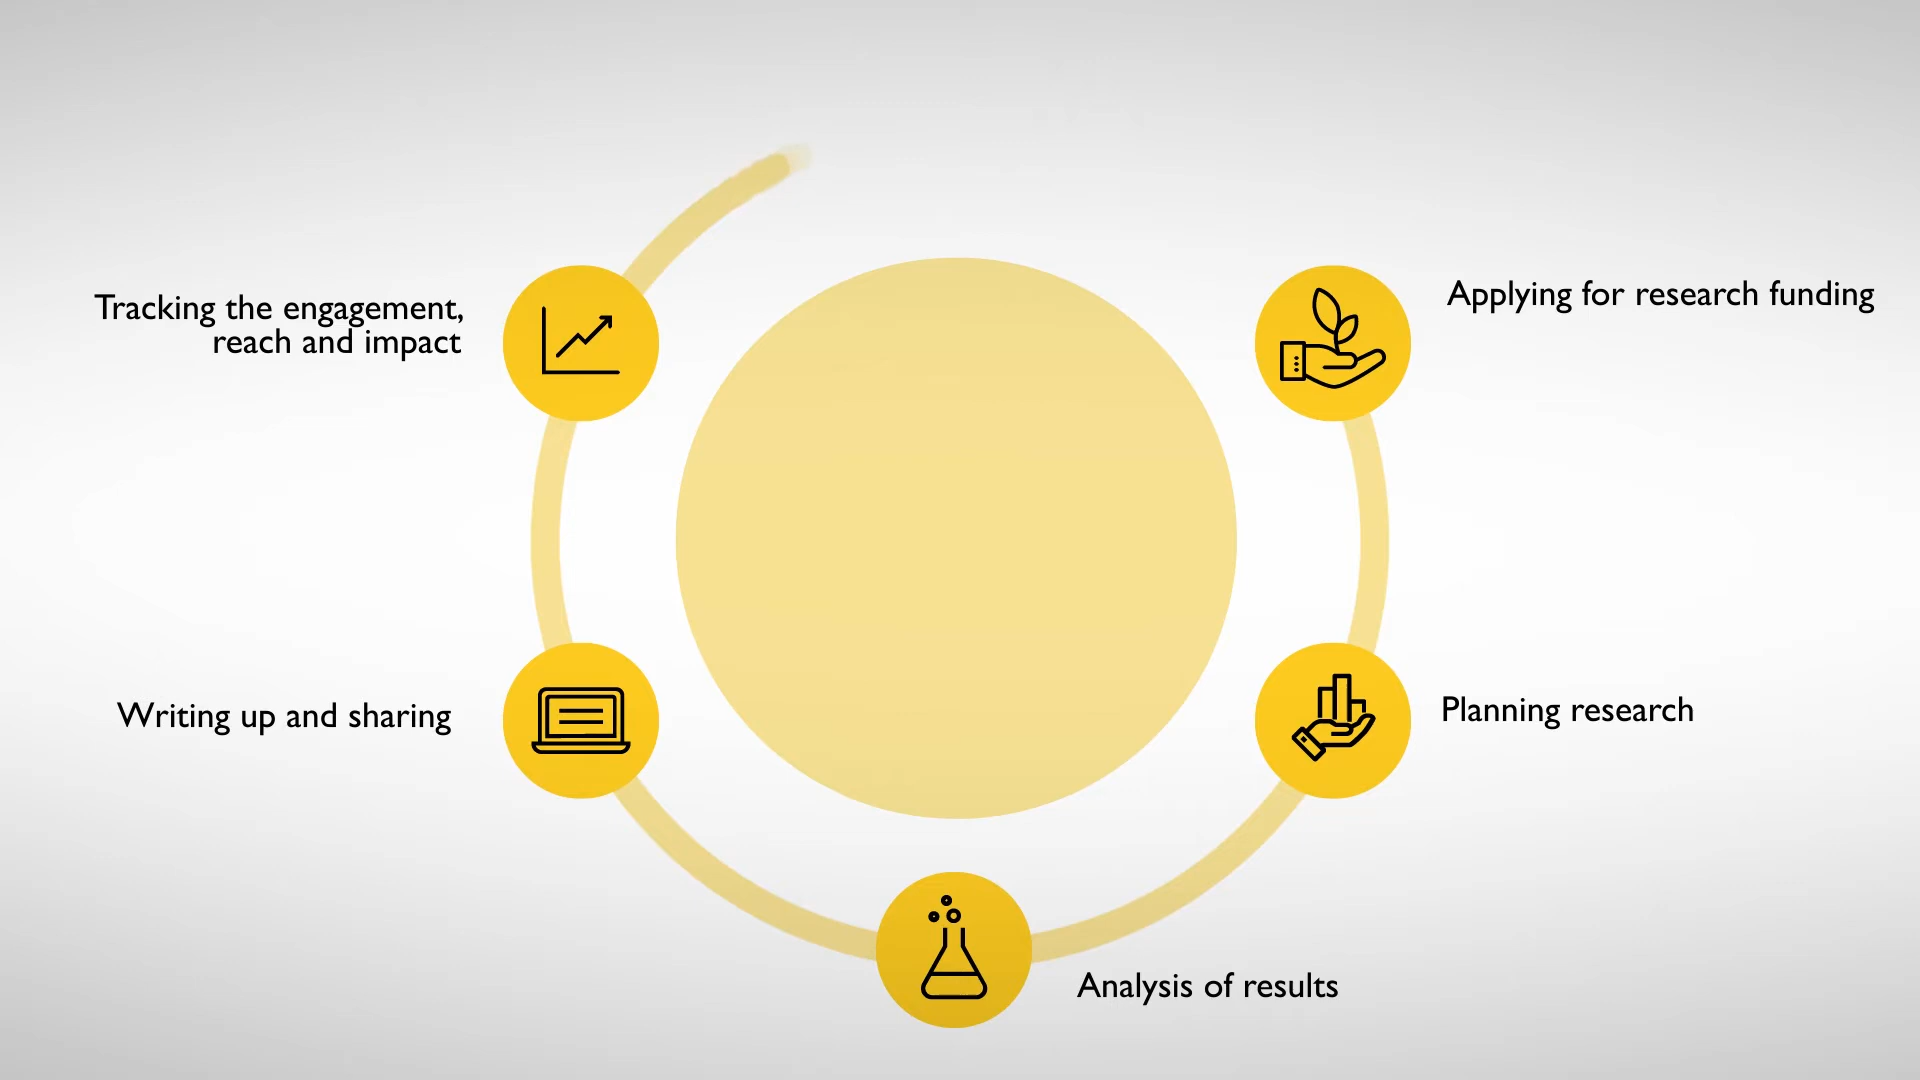 Tracking the engagement,
reach and impact
Applying for research funding
Writing up and sharing
Planning research
Analysis of results